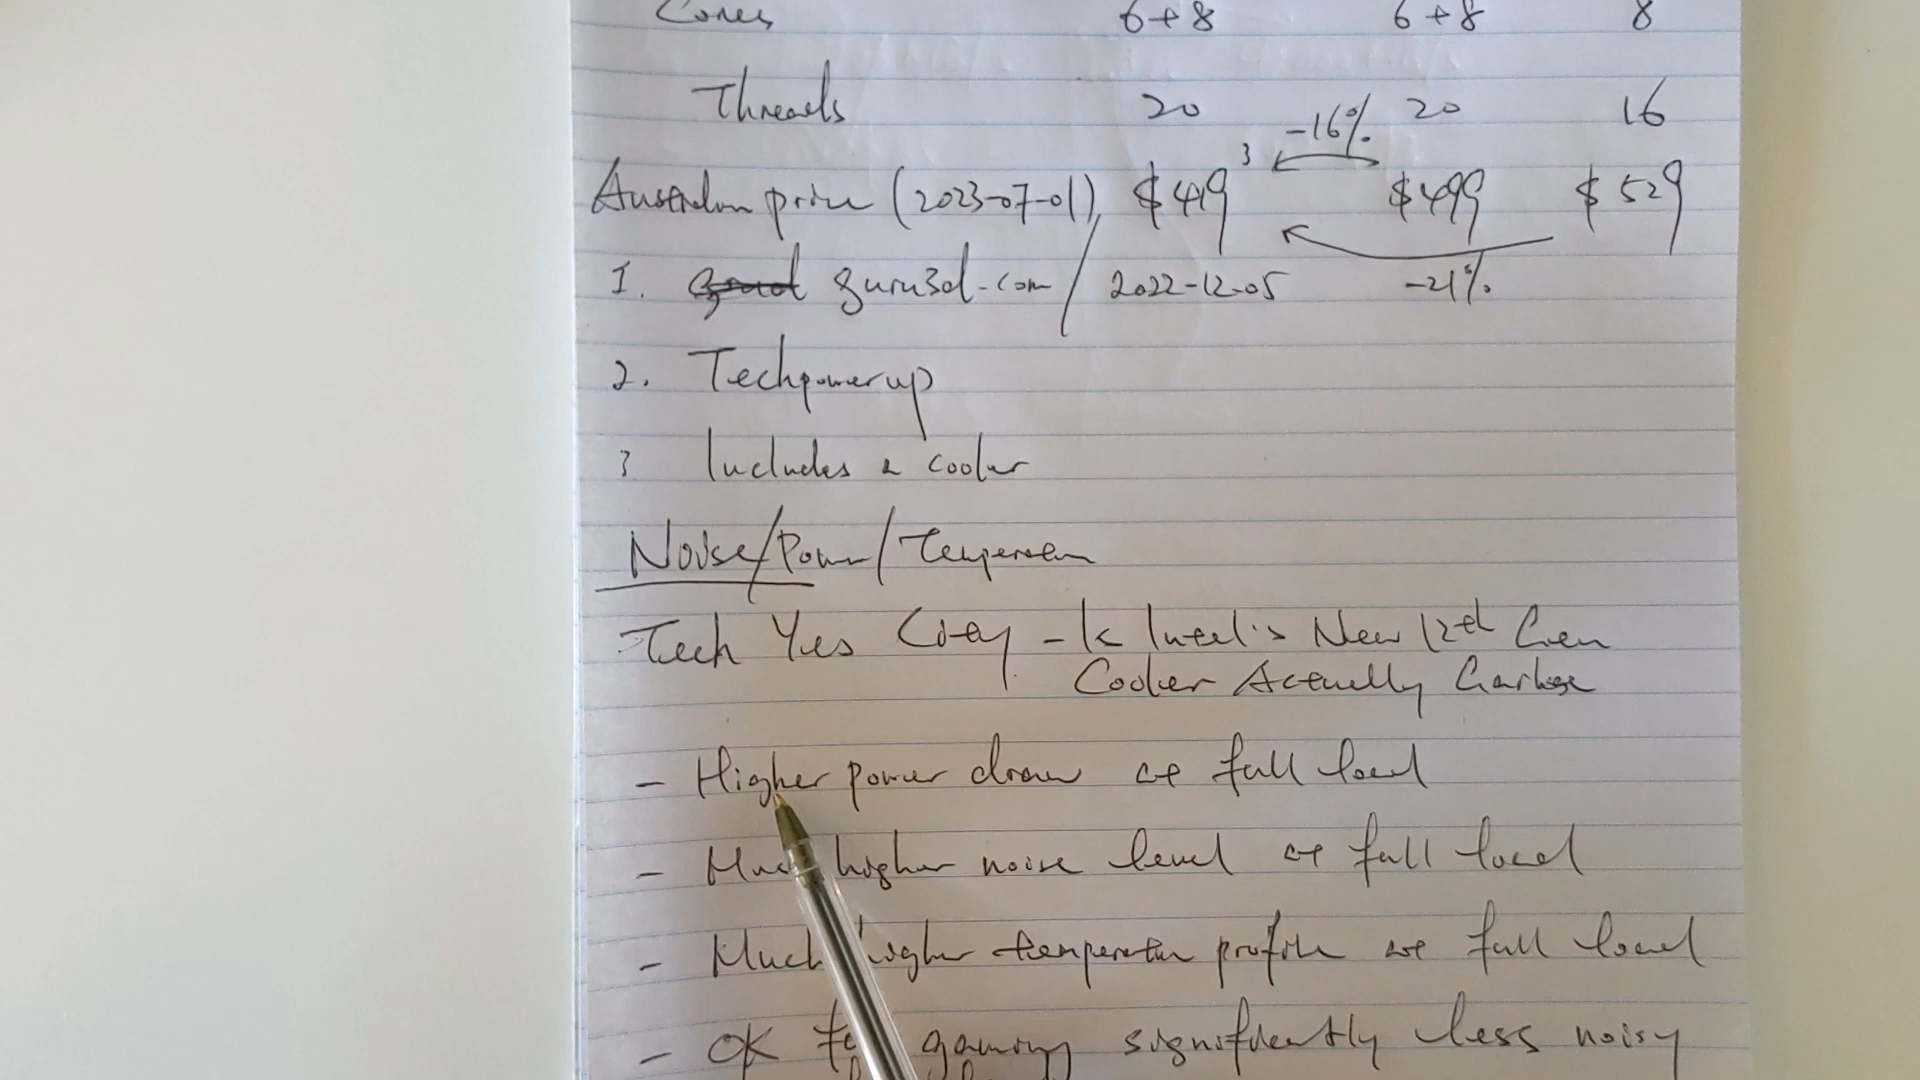 Cores 6+8 6+8 8
Threads 20 20 16
-16%
Australian price (2023-07-01) $419 3 $499 $529
1. guru3d.com / 2022-12-05 -21%
2. Techpowerup
3 Includes a cooler
Noise/Power/Temperature
Tech Yes City - Is Intel's New 12th Gen
Cooler Actually Garbage
- Higher power draw at full load
- Much higher noise level at full load
- Much higher temperature profile at full load
- OK for gaming significantly less noisy